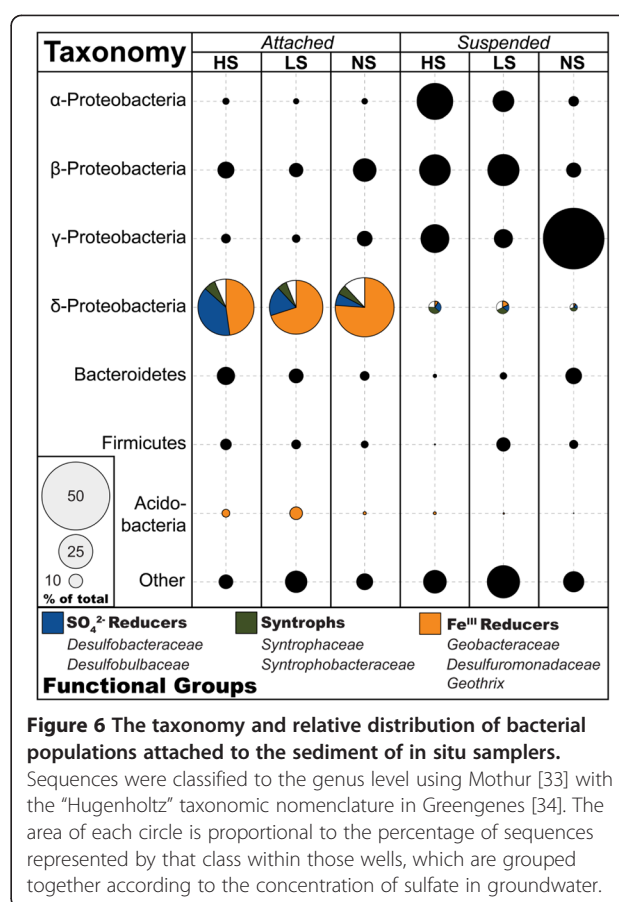 Taxonomy
Attached
Suspended
HS
LS
NS
HS
LS
NS
α-Proteobacteria
β-Proteobacteria
γ-Proteobacteria
δ-Proteobacteria
Bacteroidetes
Firmicutes
Acido-
bacteria
Other
50
25
10
% of total
SO₄²⁻ Reducers
Desulfobacteraceae
Desulfobulbaceae
Syntrophs
Syntrophaceae
Syntrophobacteraceae
Feᴵᴵᴵ Reducers
Geobacteraceae
Desulfuromonadaceae
Geothrix
Functional Groups
Figure 6 The taxonomy and relative distribution of bacterial
populations attached to the sediment of in situ samplers.
Sequences were classified to the genus level using Mothur [33] with
the “Hugenholtz” taxonomic nomenclature in Greengenes [34]. The
area of each circle is proportional to the percentage of sequences
represented by that class within those wells, which are grouped
together according to the concentration of sulfate in groundwater.